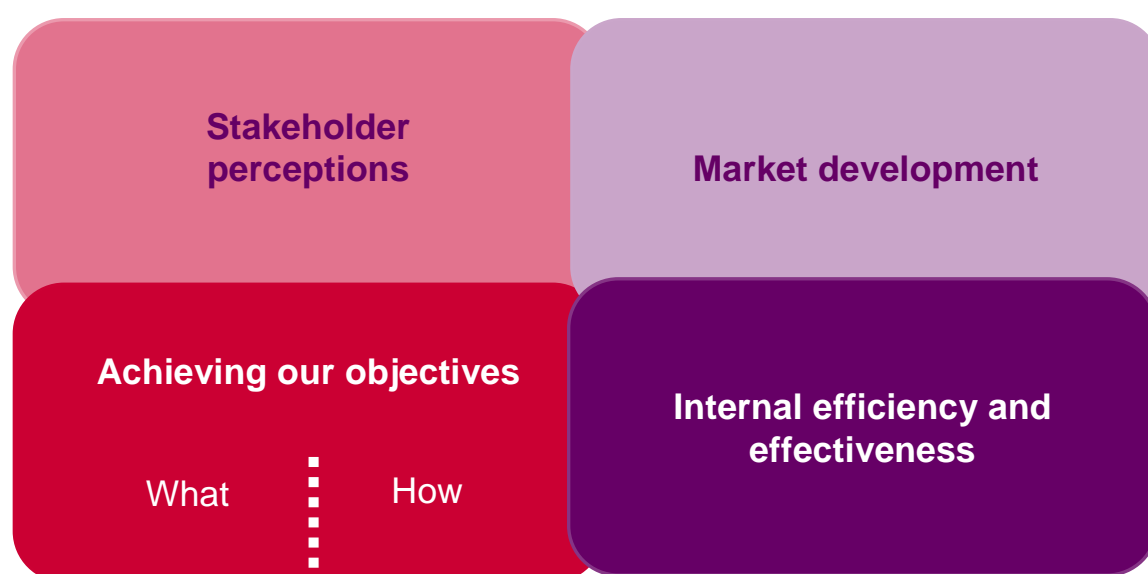 Stakeholder
perceptions
Market development
Achieving our objectives
What
How
Internal efficiency and
effectiveness